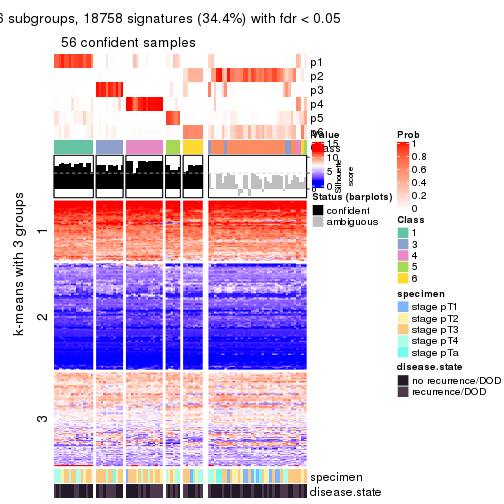 6 subgroups, 18758 signatures (34.4%) with fdr < 0.05
56 confident samples
p1
p2
p3
p4
p5
p6
Class
Silhouette
score
k-means with 3 groups
1
2
3
specimen
disease.state
Value
15
10
5
0
Status (barplots)
confident
ambiguous
Prob
1
0.8
0.6
0.4
0.2
0
Class
1
3
4
5
6
specimen
stage pT1
stage pT2
stage pT3
stage pT4
stage pTa
disease.state
no recurrence/DOD
recurrence/DOD